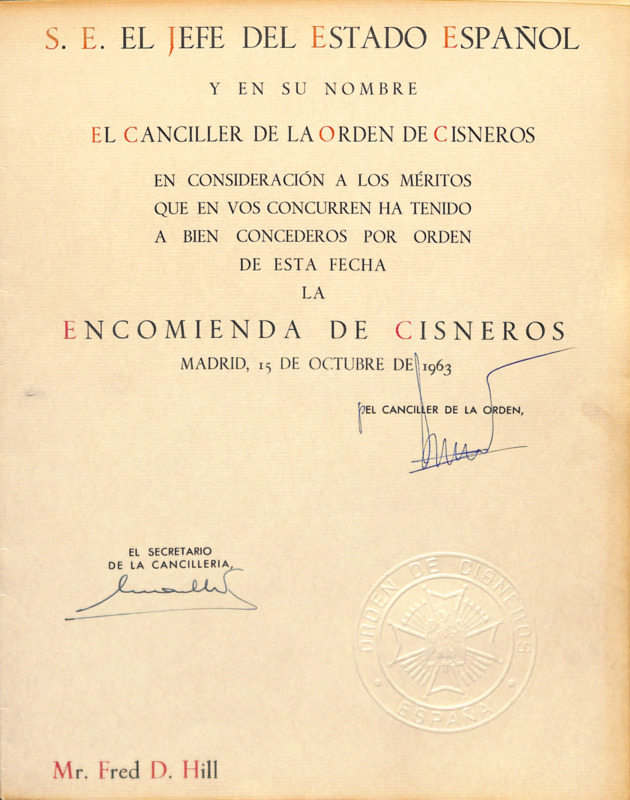 S. E. EL JEFE DEL ESTADO ESPAÑOL
Y EN SU NOMBRE
EL CANCILLER DE LA ORDEN DE CISNEROS
EN CONSIDERACIÓN A LOS MÉRITOS
QUE EN VOS CONCURREN HA TENIDO
A BIEN CONCEDEROS POR ORDEN
DE ESTA FECHA
LA
ENCOMIENDA DE CISNEROS
MADRID, 15 DE OCTUBRE DE 1963
pEL CANCILLER DE LA ORDEN,
EL SECRETARIO
DE LA CANCILLERIA,
ORDEN DE CISNEROS
ESPAÑA
Mr. Fred D. Hill